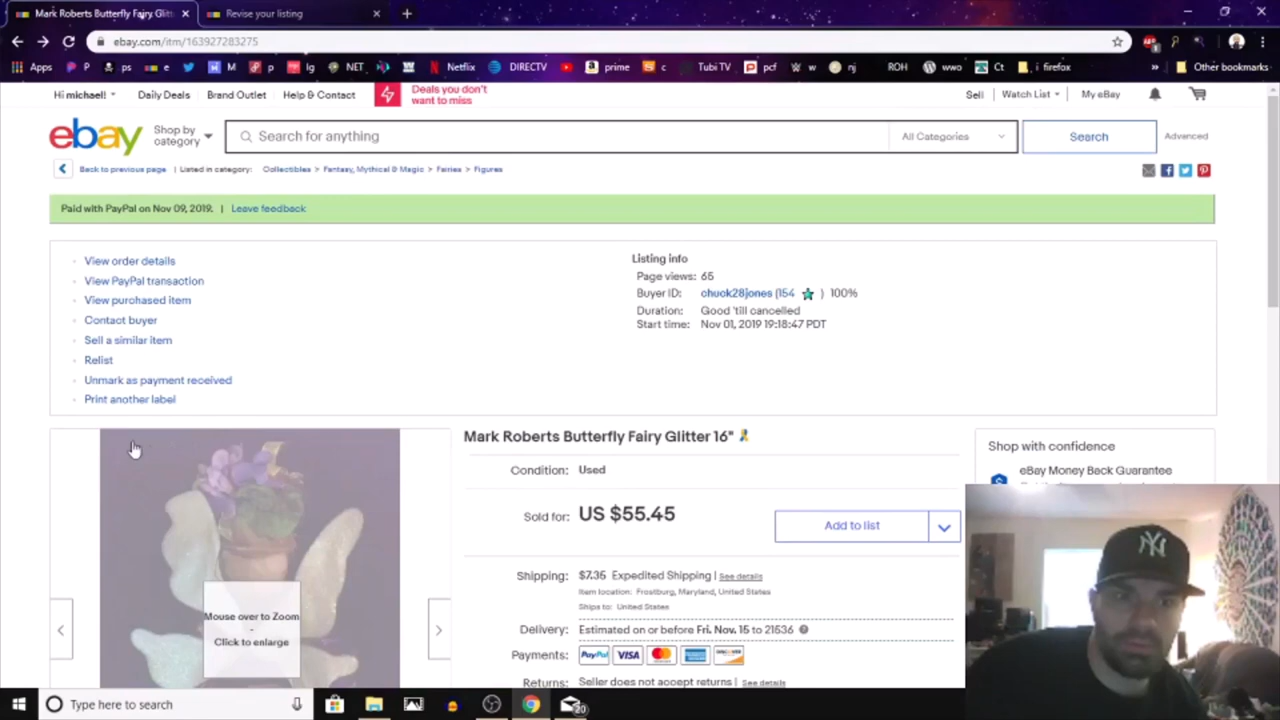 Mark Roberts Butterfly Fairy Glitt
Revise your listing
ebay.com/itm/163927283275
Apps P ps e M p Ig NET Netflix DIRECTV prime c Tubi TV pcf w nj ROH wwo Ct i firefox » Other bookmarks
Hi michael! Daily Deals Brand Outlet Help & Contact Deals you don't want to miss Sell Watch List My eBay
ebay Shop by category Search for anything All Categories Search Advanced
Back to previous page | Listed in category: Collectibles > Fantasy, Mythical & Magic > Fairies > Figures
Paid with PayPal on Nov 09, 2019. | Leave feedback
View order details
View PayPal transaction
View purchased item
Contact buyer
Sell a similar item
Relist
Unmark as payment received
Print another label
Listing info
Page views: 65
Buyer ID: chuck28jones (154 ) 100%
Duration: Good 'till cancelled
Start time: Nov 01, 2019 19:18:47 PDT
Mouse over to Zoom
-
Click to enlarge
Mark Roberts Butterfly Fairy Glitter 16"
Condition: Used
Sold for: US $55.45
Add to list
Shipping: $7.35 Expedited Shipping | See details
Item location: Frostburg, Maryland, United States
Ships to: United States
Delivery: Estimated on or before Fri. Nov. 15 to 21536
Payments: PayPal VISA MasterCard DISCOVER
Returns: Seller does not accept returns | See details
Shop with confidence
eBay Money Back Guarantee
NY
Type here to search
20